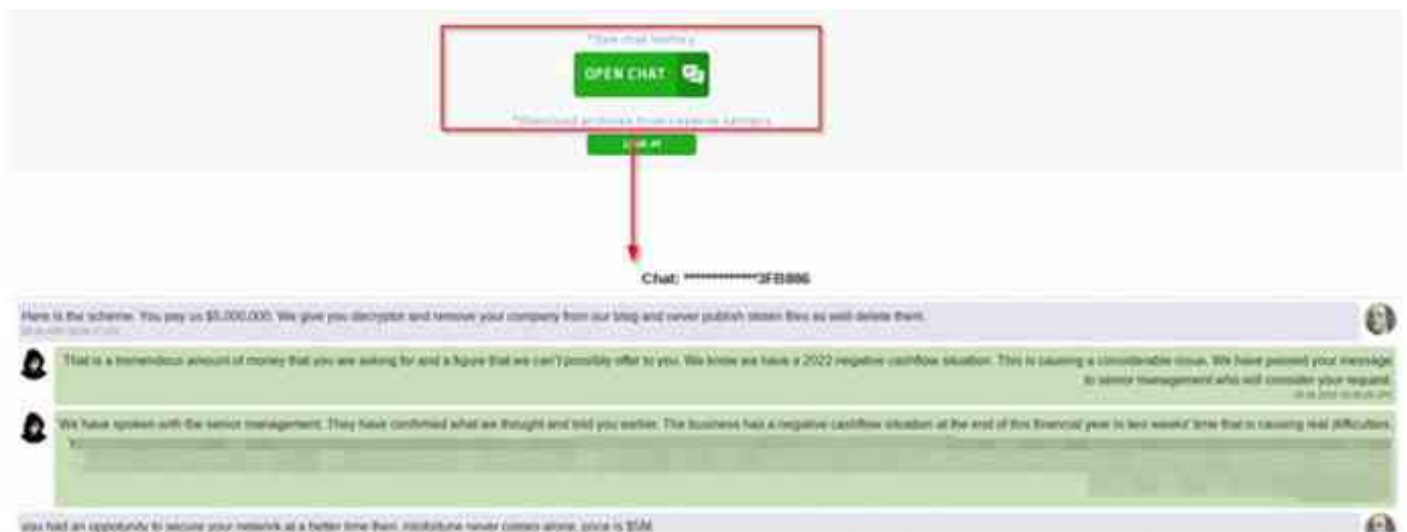 *See chat history
OPEN CHAT
*Download archives from
Chat: **************3FB886
Here is the scheme. You pay us $5,000,000. We give you decryptor and remove your company from our blog and never publish stolen files as well delete them.
That is a tremendous amount of money that you are asking for and a figure that we can't possibly offer to you. We know we have a 2022 negative cashflow situation. This is causing a considerable issue. We have passed your message
to senior management who will consider your request.
We have spoken with the senior management. They have confirmed what we thought and told you earlier. The business has a negative cashflow situation at the end of this financial year in two weeks' time that is causing real difficulties.
you had an oppotunity to secure your network at a better time then. misfortune never comes alone. price is $5M